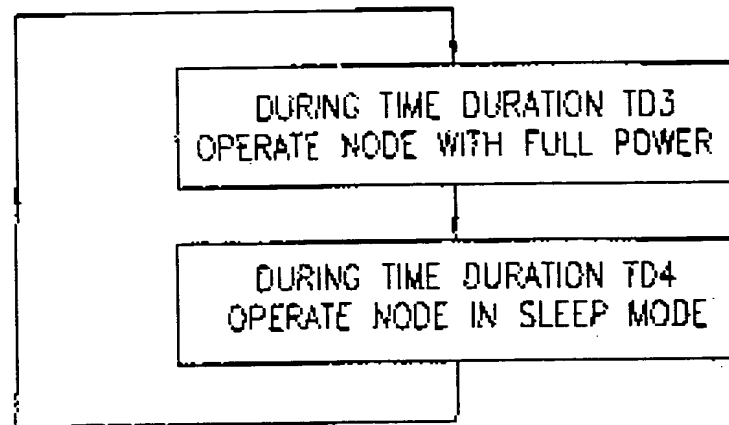 DURING TIME DURATION TD3
OPERATE NODE WITH FULL POWER
DURING TIME DURATION TD4
OPERATE NODE IN SLEEP MODE